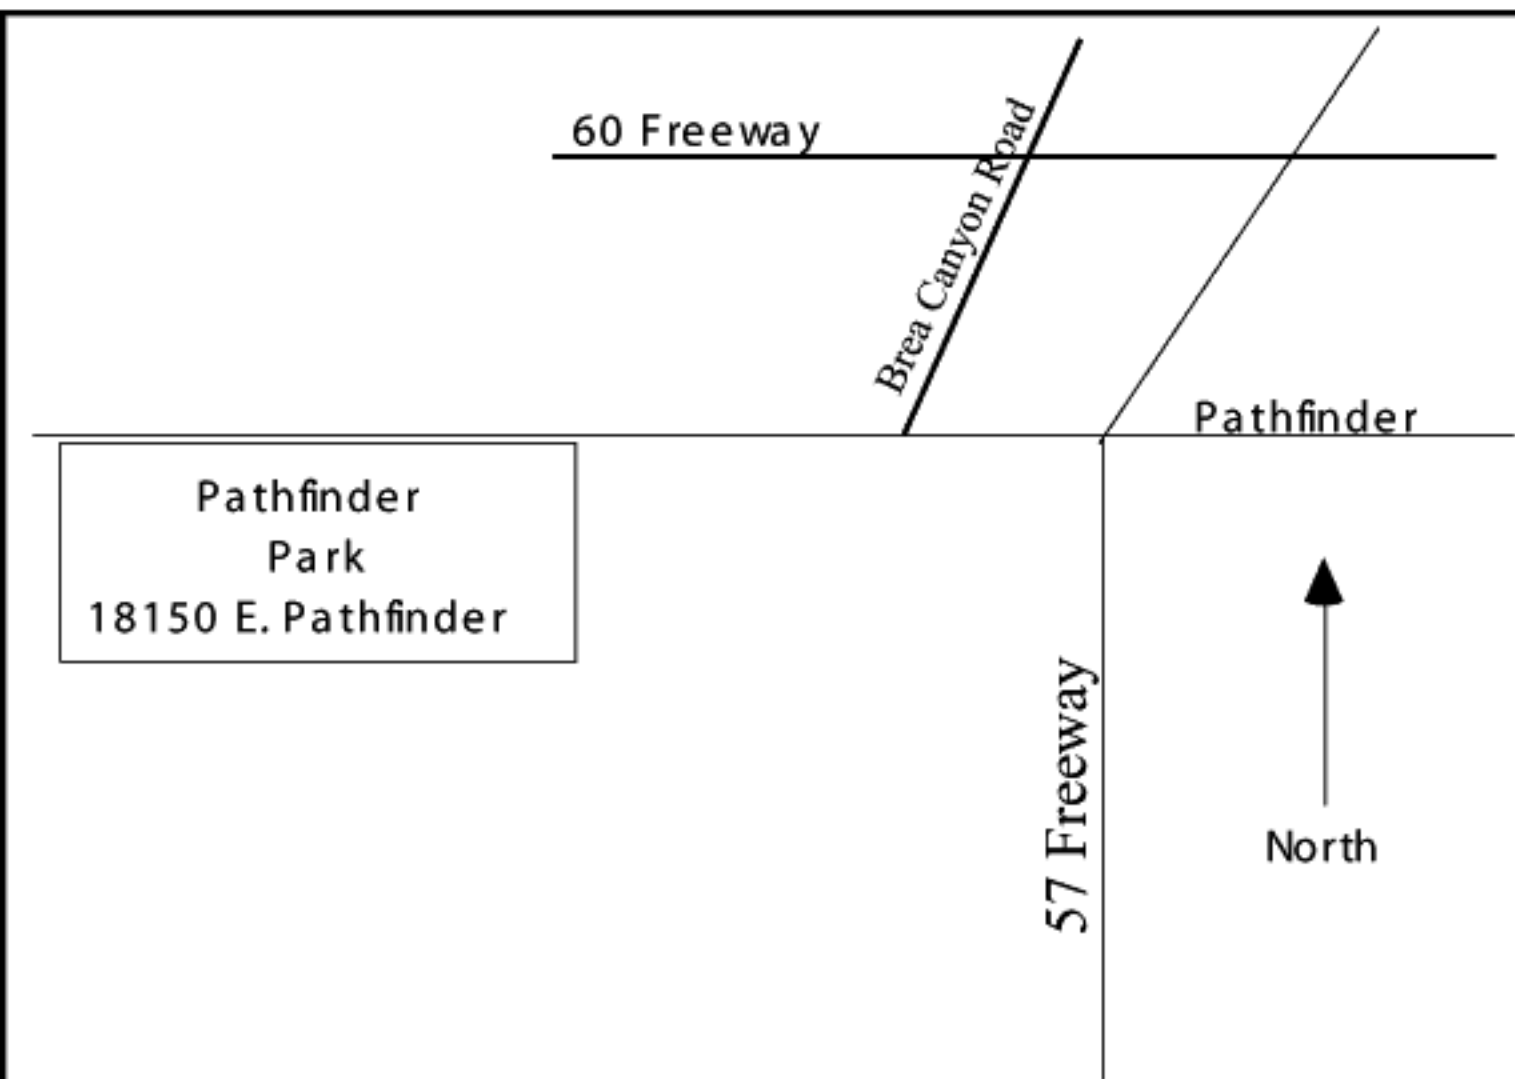 60 Freeway
Brea Canyon Road
Pathfinder
Pathfinder
Park
18150 E. Pathfinder
57 Freeway
North